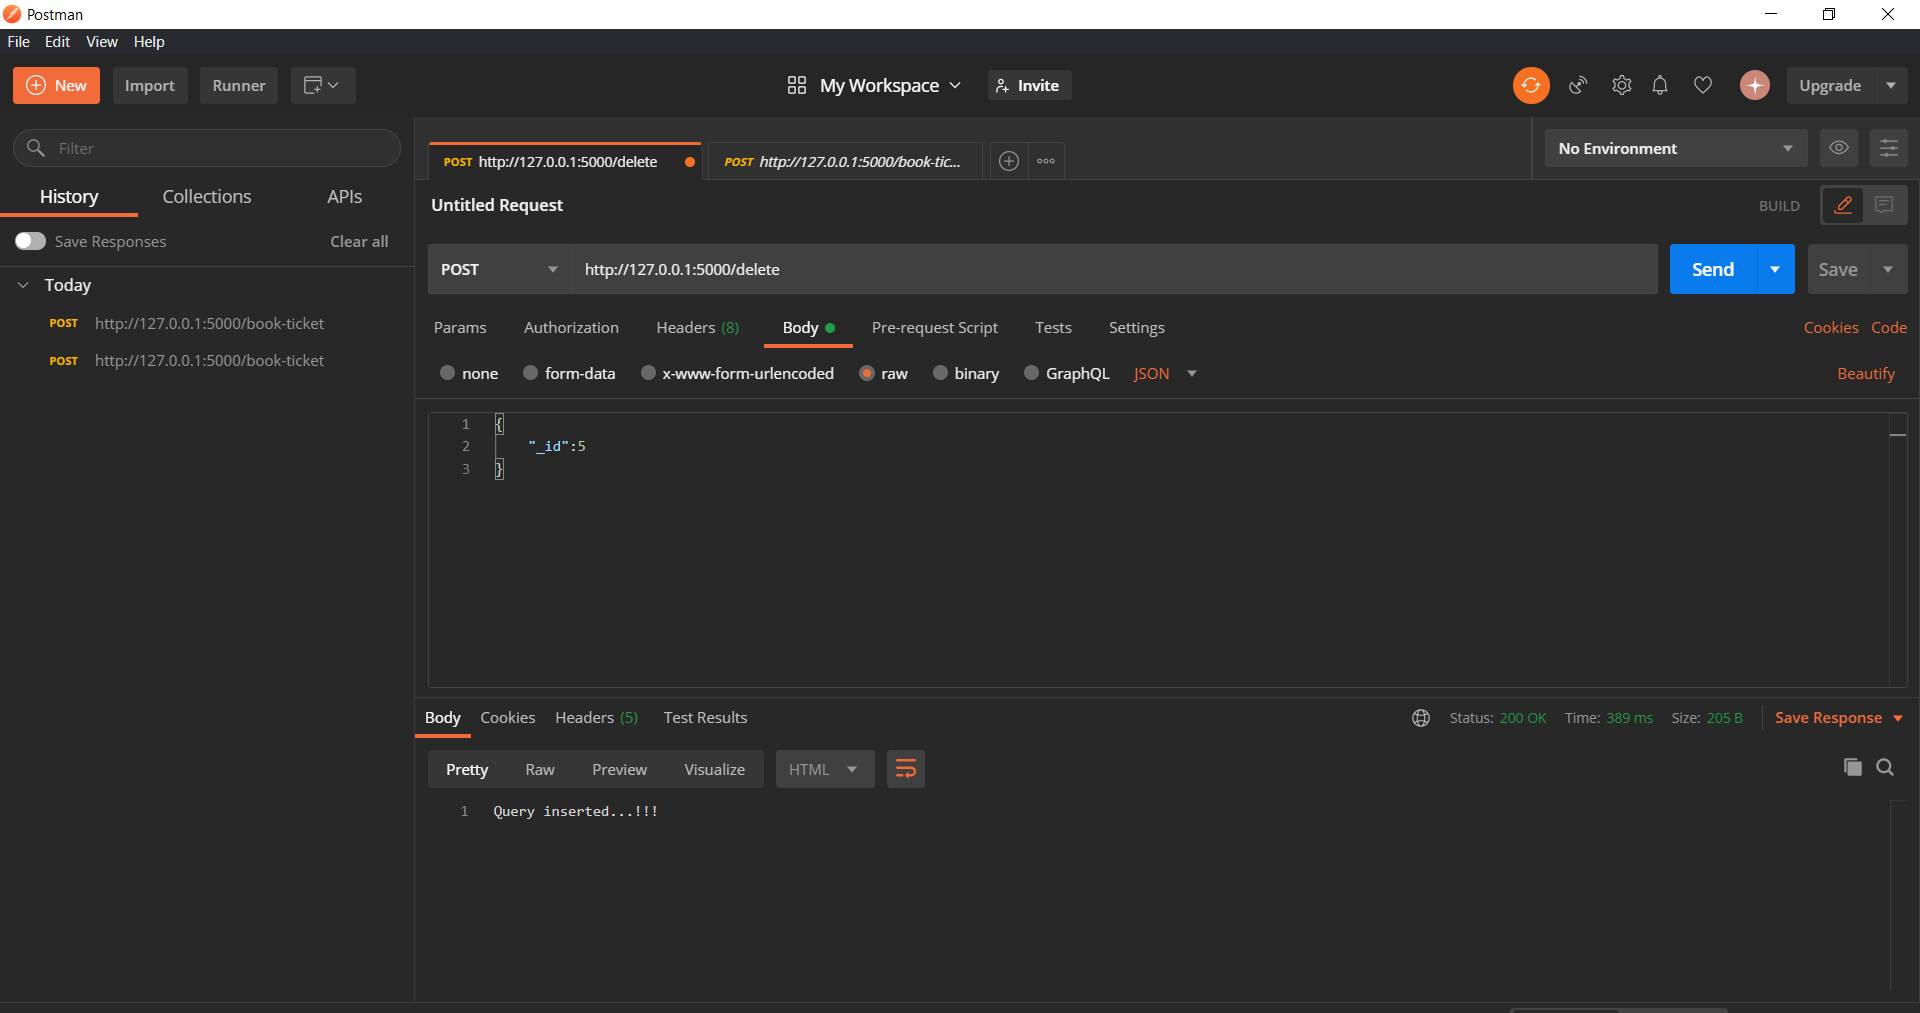 Postman
File Edit View Help
New Import Runner My Workspace Invite Upgrade
Filter
History Collections APIs
Save Responses Clear all
Today
POST http://127.0.0.1:5000/book-ticket
POST http://127.0.0.1:5000/book-ticket
POST http://127.0.0.1:5000/delete POST http://127.0.0.1:5000/book-tic... No Environment
Untitled Request BUILD
POST http://127.0.0.1:5000/delete Send Save
Params Authorization Headers (8) Body Pre-request Script Tests Settings Cookies Code
none form-data x-www-form-urlencoded raw binary GraphQL JSON Beautify
1 {
2 "_id":5
3 }
Body Cookies Headers (5) Test Results Status: 200 OK Time: 389 ms Size: 205 B Save Response
Pretty Raw Preview Visualize HTML
1 Query inserted...!!!